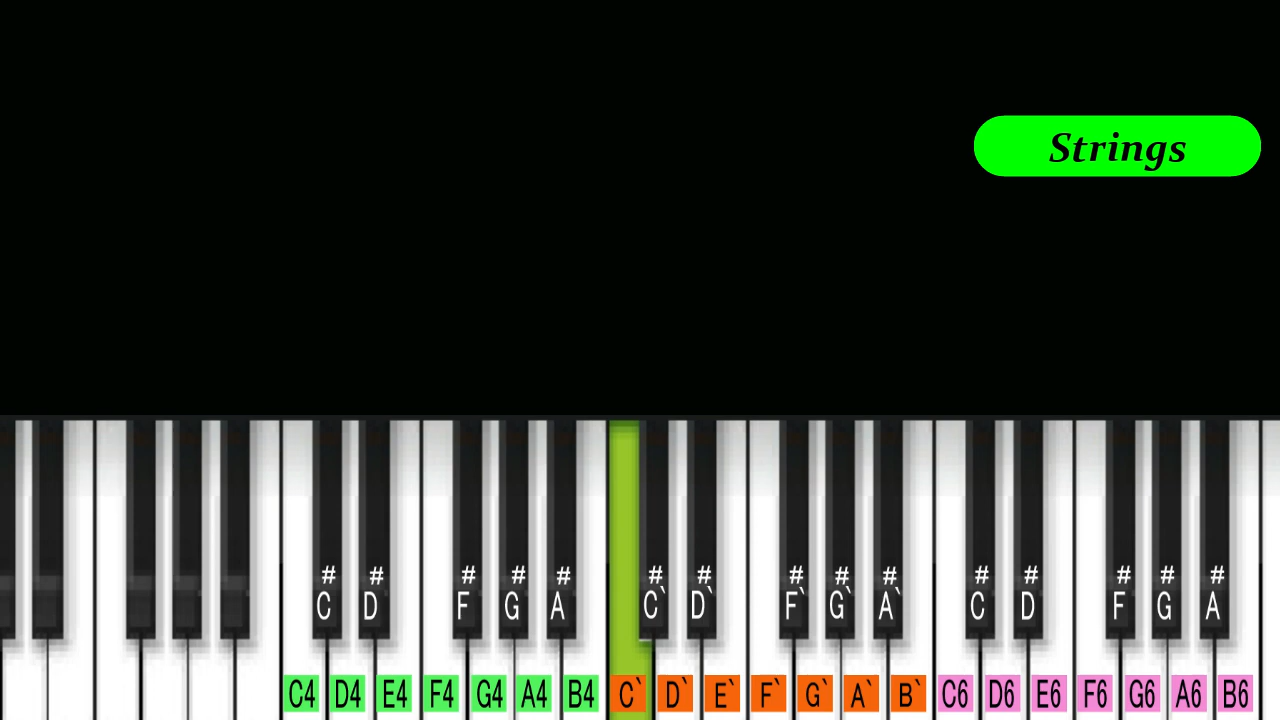 Strings
# # # # # # # # # # # # # # #
C D F G A C` D` F` G` A` C D F G A
C4 D4 E4 F4 G4 A4 B4 C` D` E` F` G` A` B` C6 D6 E6 F6 G6 A6 B6